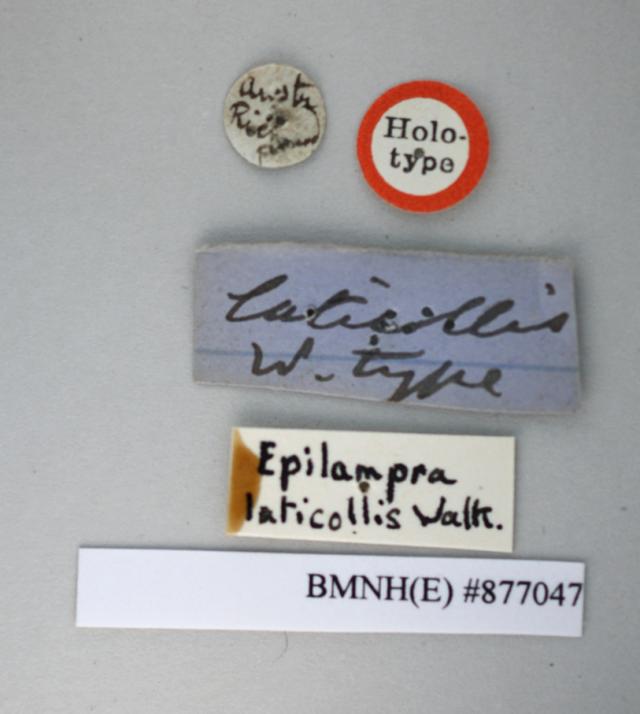 Holo-
type
laticollis
W. type
Epilampra
laticollis Walk.
BMNH(E) #877047